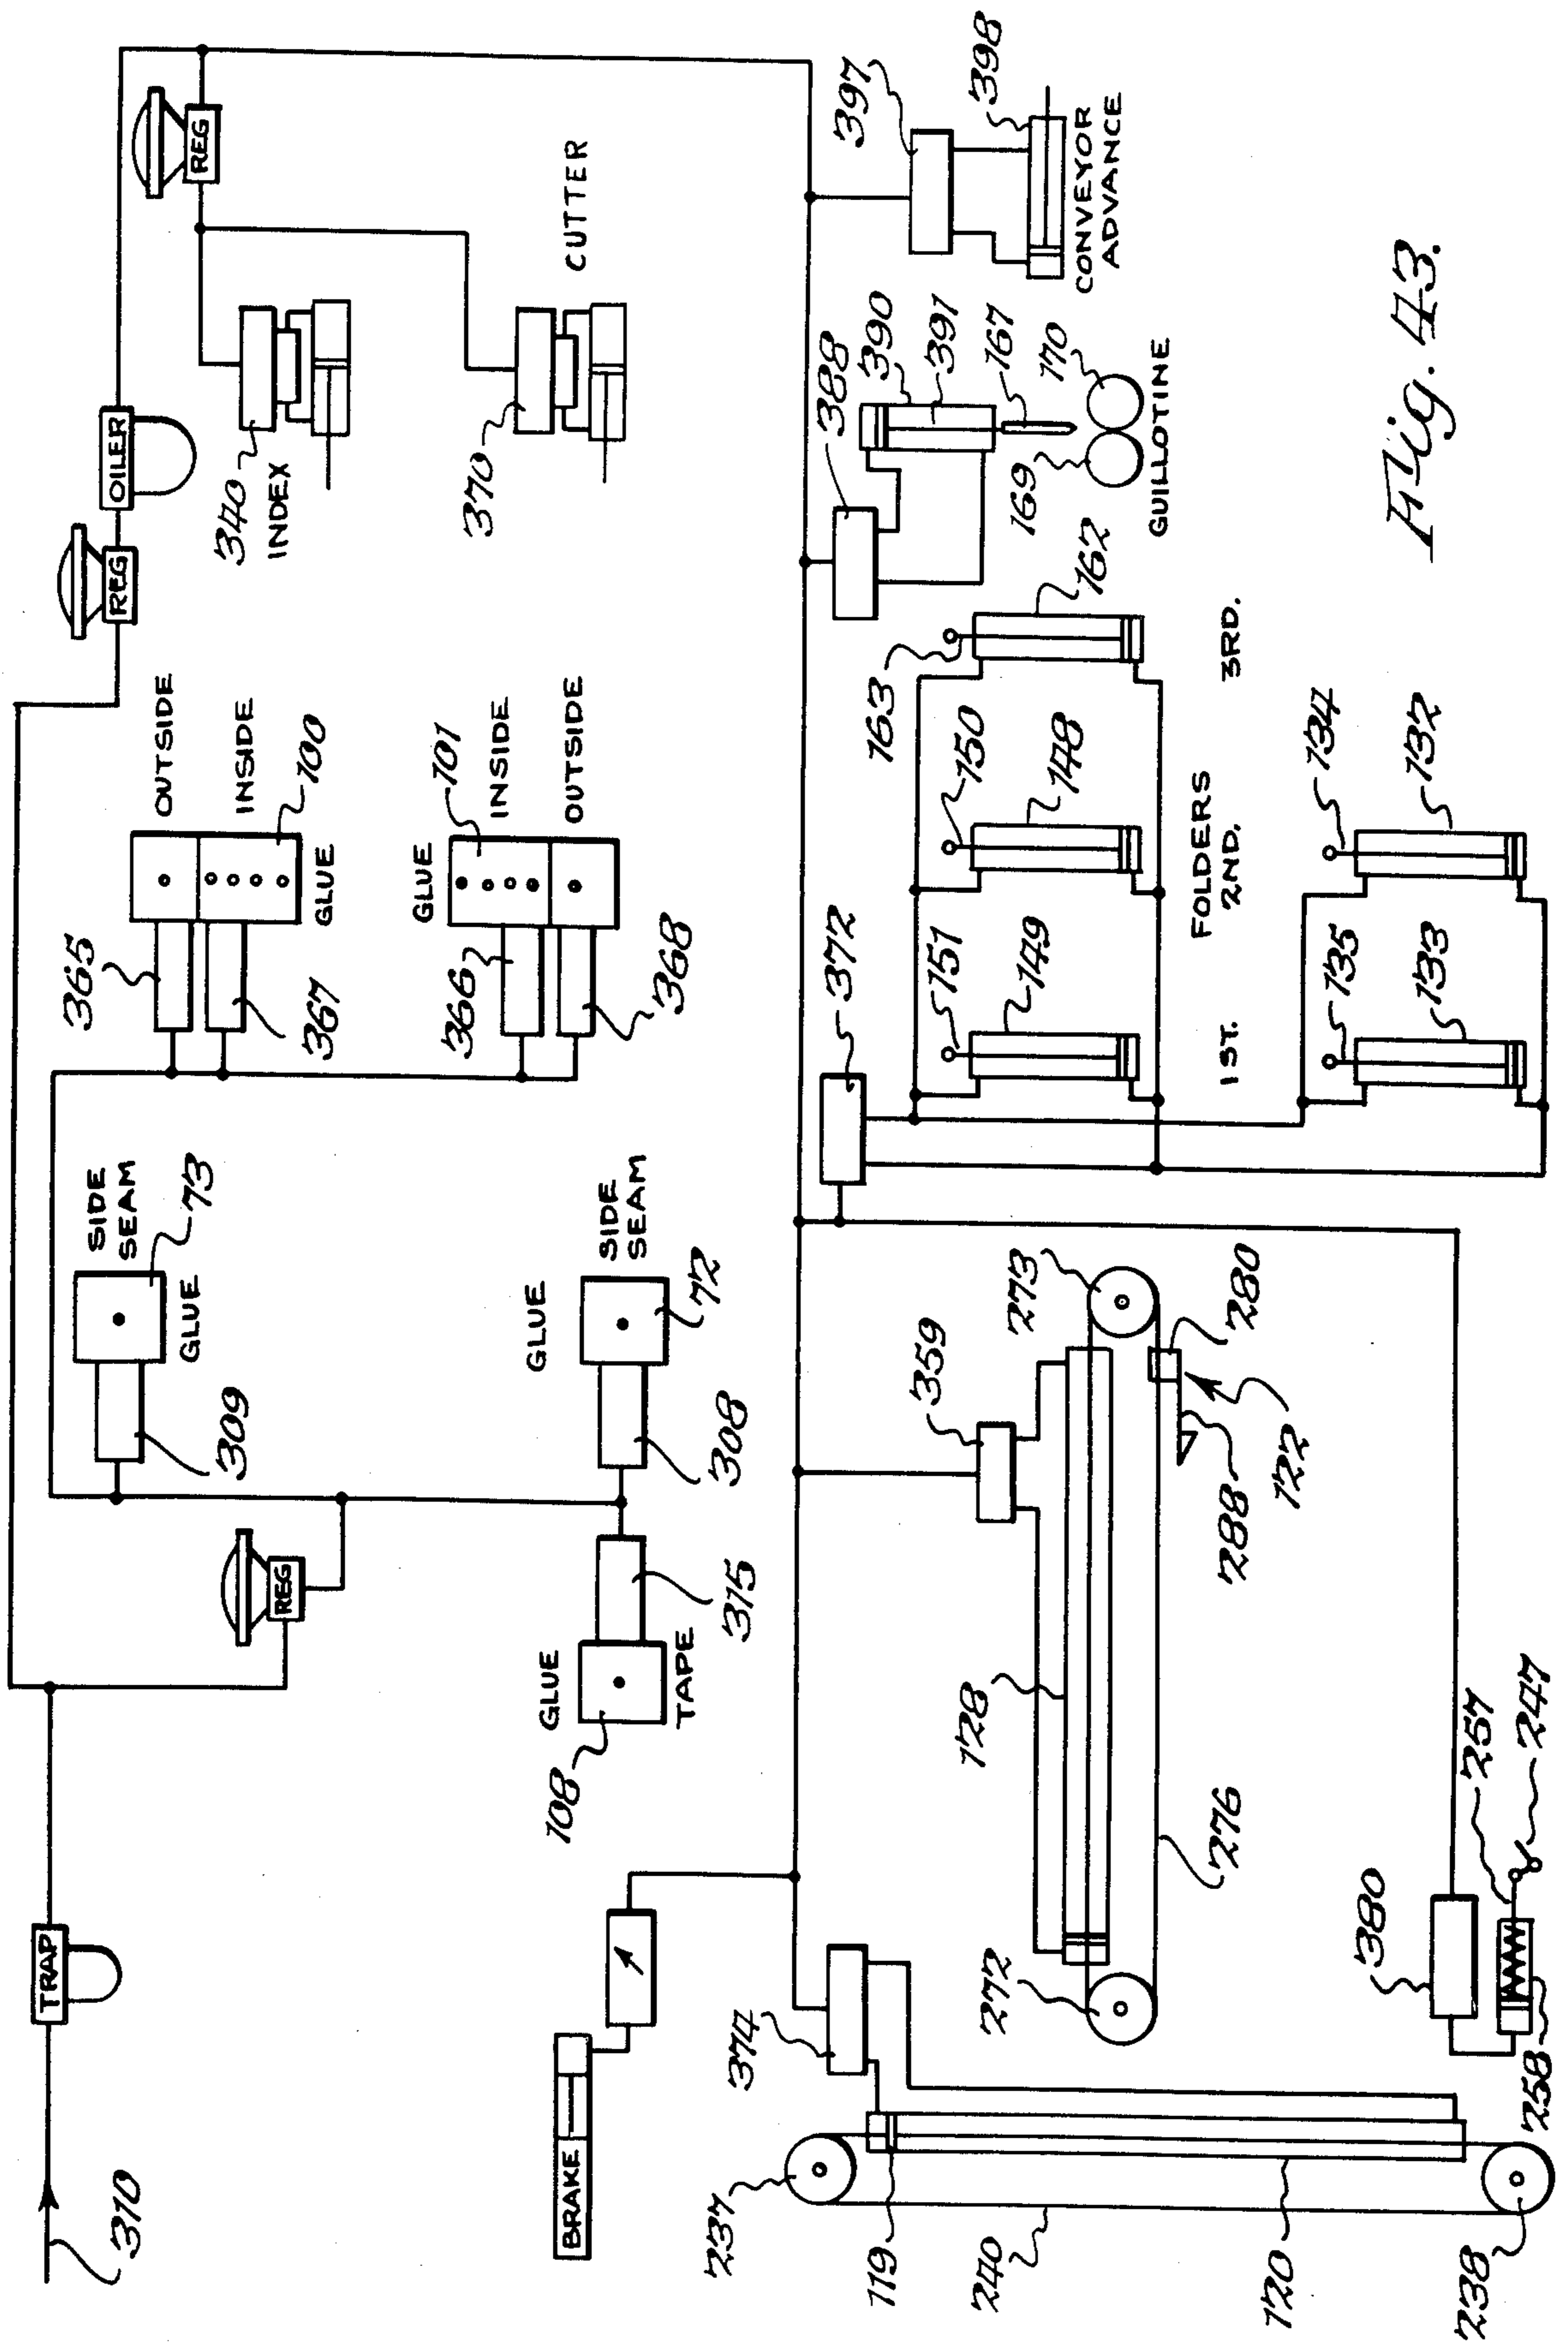 310
TRAP
REG
309
SIDE
SEAM
73
GLUE
GLUE
SIDE
SEAM
72
308
315
GLUE
TAPE
108
365
367
OUTSIDE
INSIDE
100
GLUE
366
368
GLUE
101
INSIDE
OUTSIDE
REG
OILER
REG
340
INDEX
370
CUTTER
BRAKE
374
237
119
240
120
238
272
128
276
359
273
280
122
288
380
257
247
258
372
151
149
150
148
163
162
1ST.
FOLDERS
2ND.
3RD.
135
133
134
132
388
390
391
167
169
170
GUILLOTINE
397
398
CONVEYOR
ADVANCE
Fig. 43.